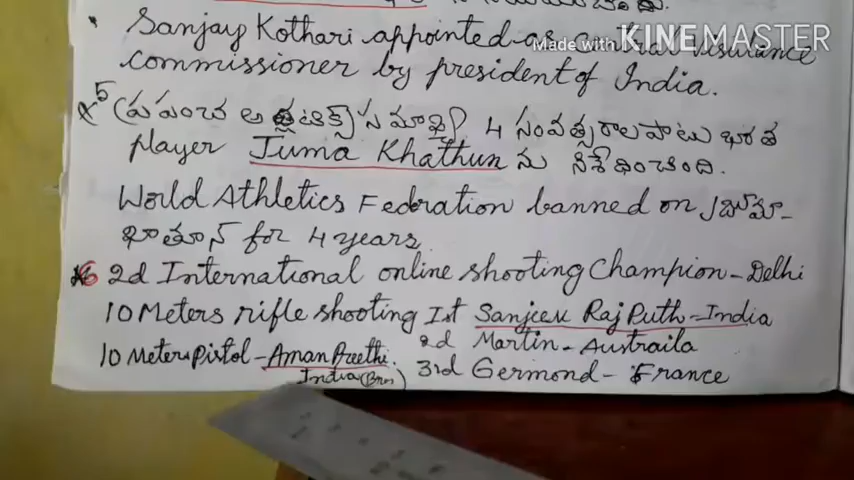 Sanjay Kothari appointed as central visulance
Made with KINEMASTER
commissioner by president of India.
*5 ప్రపంచ అథ్లెటిక్స్ సమాఖ్య 4 సంవత్సరాలపాటు భారత
player Juma Khathun ను నిశేధించింది.
World Athletics Federation banned on జుమా-
ఖాతూన్ for 4 years.
*6 2d International online shooting Champion-Delhi
10 Meters rifle shooting Ist Sanjeev RajPuth-India
2d Martin-Austraila
10 Meters pistol-Aman Preethi.
3rd Germond-France
India